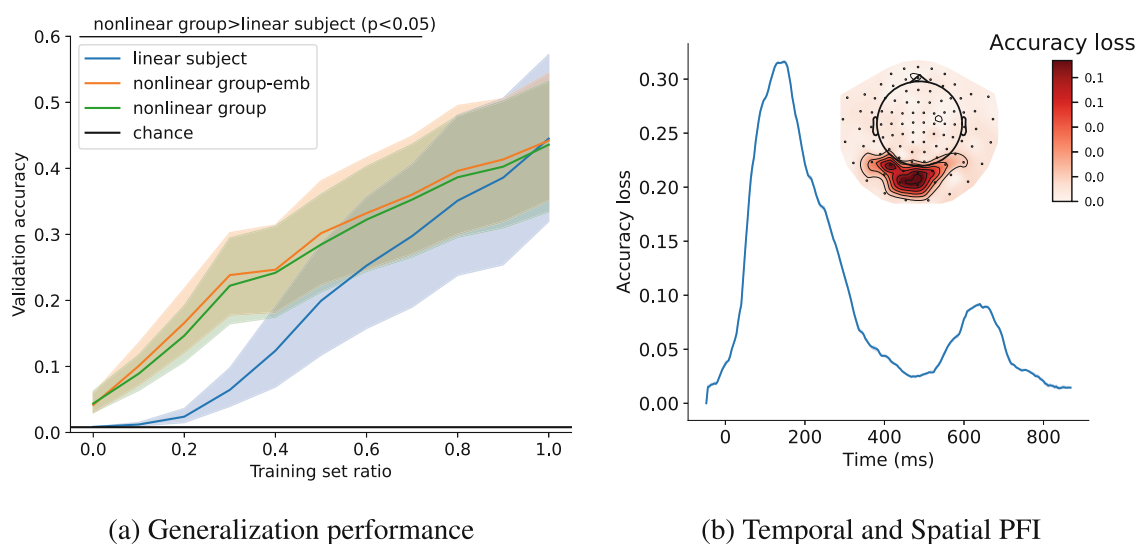 nonlinear group>linear subject (p<0.05)
0.6
0.5
0.4
0.3
0.2
0.1
0.0
Validation accuracy
linear subject
nonlinear group-emb
nonlinear group
chance
0.0 0.2 0.4 0.6 0.8 1.0
Training set ratio
(a) Generalization performance
Accuracy loss
0.1
0.1
0.0
0.0
0.0
0.0
0.30
0.25
0.20
0.15
0.10
0.05
0.00
Accuracy loss
0 200 400 600 800
Time (ms)
(b) Temporal and Spatial PFI